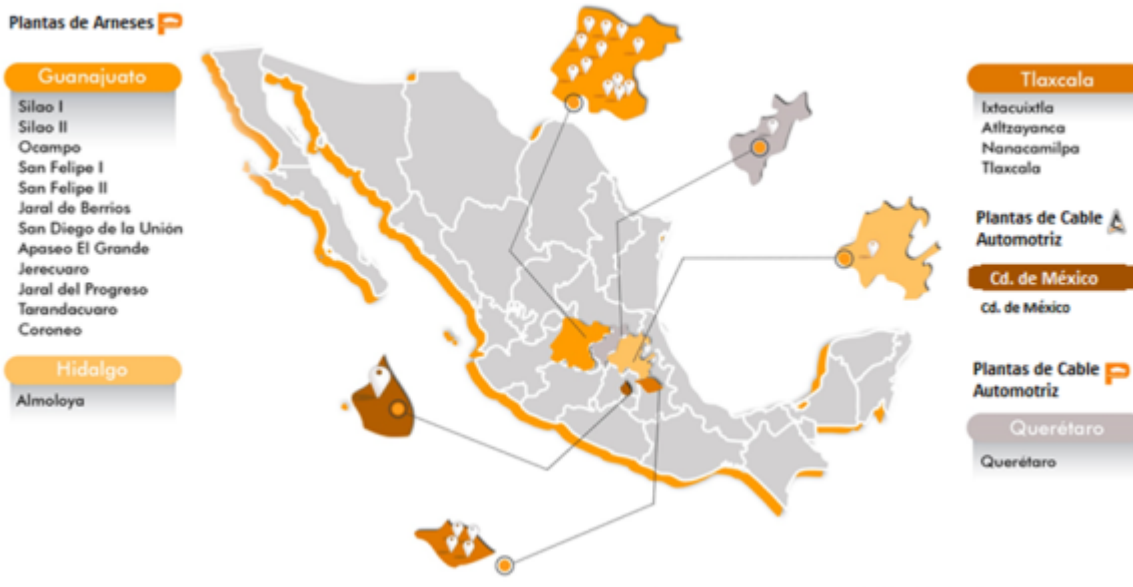 Plantas de Arneses
Guanajuato
Silao I
Silao II
Ocampo
San Felipe I
San Felipe II
Jaral de Berrios
San Diego de la Unión
Apaseo El Grande
Jerecuaro
Jaral del Progreso
Tarandacuaro
Coroneo
Hidalgo
Almoloya
Tlaxcala
Ixtacuixtla
Atltzayanca
Nanacamilpa
Tlaxcala
Plantas de Cable
Automotriz
Cd. de México
Cd. de México
Plantas de Cable
Automotriz
Querétaro
Querétaro